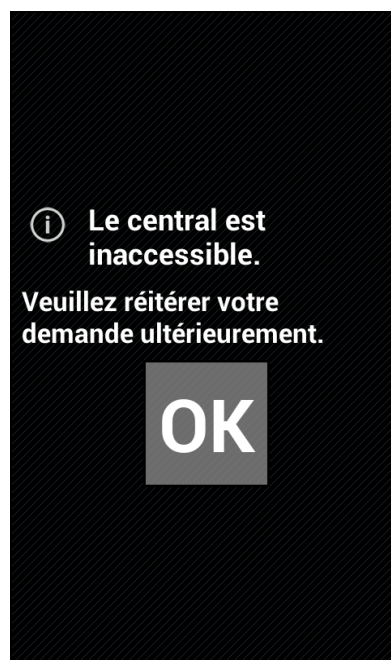 Le central est
inaccessible.
Veuillez réitérer votre
demande ultérieurement.
OK